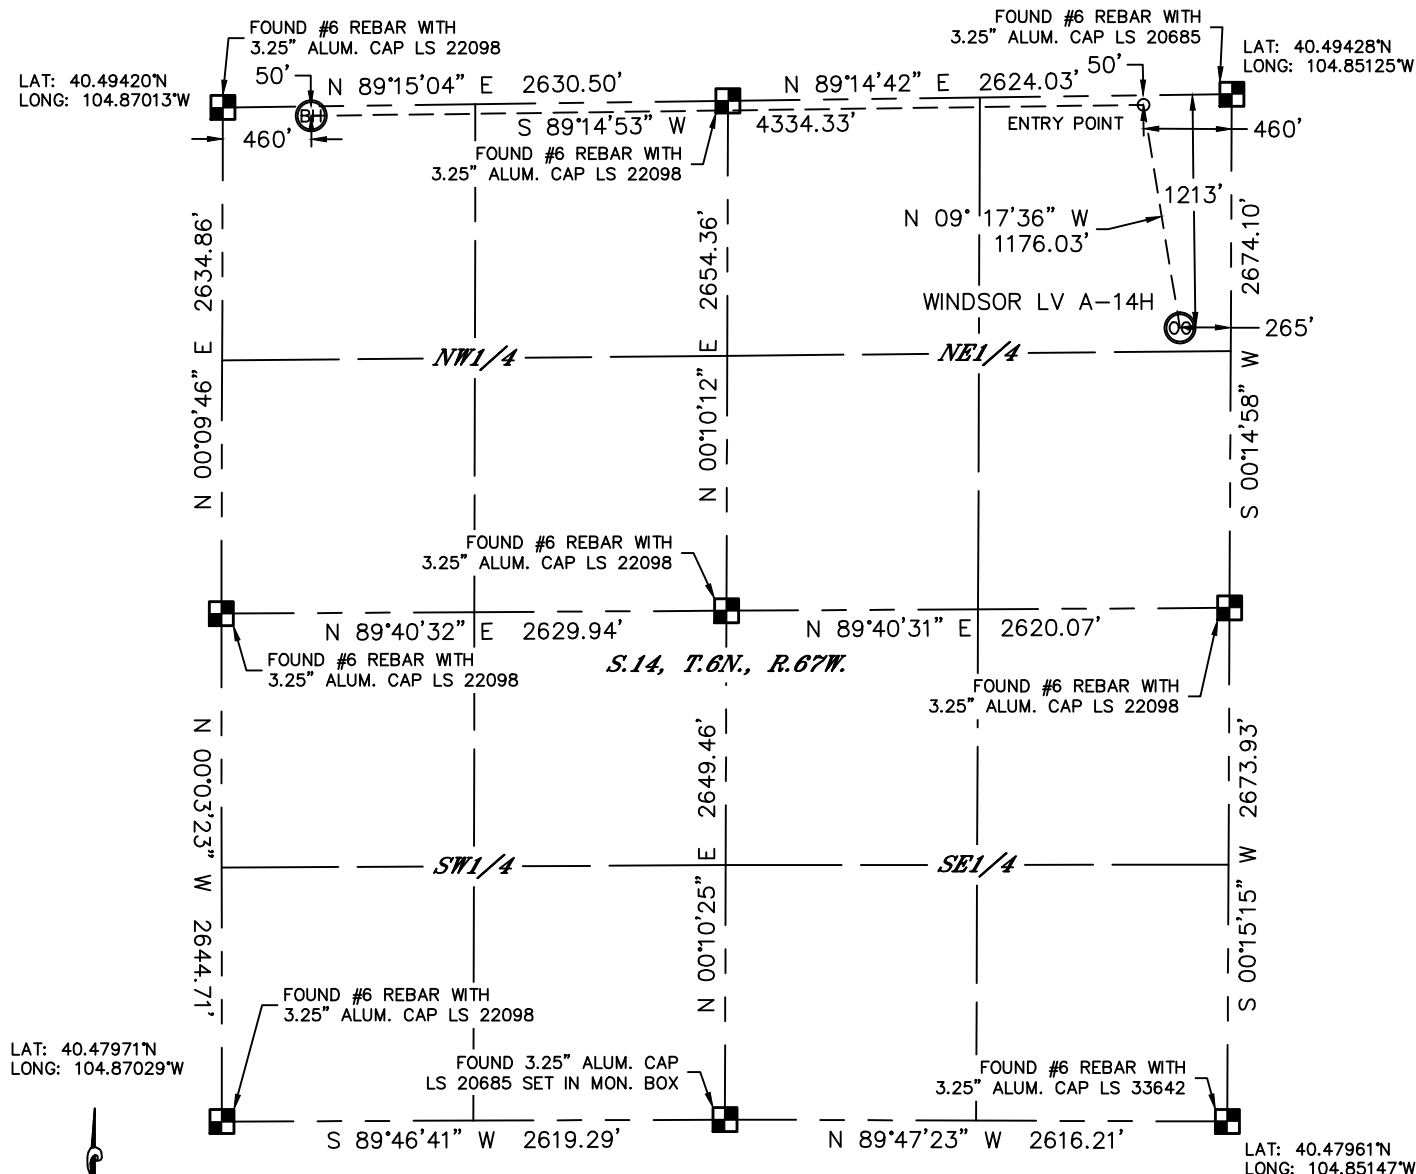 FOUND #6 REBAR WITH
3.25" ALUM. CAP LS 22098
FOUND #6 REBAR WITH
3.25" ALUM. CAP LS 20685
LAT: 40.49420°N
LONG: 104.87013°W
LAT: 40.49428°N
LONG: 104.85125°W
50'
N 89°15'04" E 2630.50'
N 89°14'42" E 2624.03'
50'
BH
460'
S 89°14'53" W 4334.33'
ENTRY POINT
460'
FOUND #6 REBAR WITH
3.25" ALUM. CAP LS 22098
1213'
N 09° 17'36" W
1176.03'
N 00°09'46" E 2634.86'
N 00°10'12" E 2654.36'
S 00°14'58" W 2674.10'
WINDSOR LV A-14H
OG
265'
NW1/4
NE1/4
FOUND #6 REBAR WITH
3.25" ALUM. CAP LS 22098
N 89°40'32" E 2629.94'
N 89°40'31" E 2620.07'
FOUND #6 REBAR WITH
3.25" ALUM. CAP LS 22098
S.14, T.6N., R.67W.
FOUND #6 REBAR WITH
3.25" ALUM. CAP LS 22098
N 00°03'23" W 2644.71'
N 00°10'25" E 2649.46'
S 00°15'15" W 2673.93'
SW1/4
SE1/4
FOUND #6 REBAR WITH
3.25" ALUM. CAP LS 22098
LAT: 40.47971°N
LONG: 104.87029°W
FOUND 3.25" ALUM. CAP
LS 20685 SET IN MON. BOX
FOUND #6 REBAR WITH
3.25" ALUM. CAP LS 33642
S 89°46'41" W 2619.29'
N 89°47'23" W 2616.21'
LAT: 40.47961°N
LONG: 104.85147°W